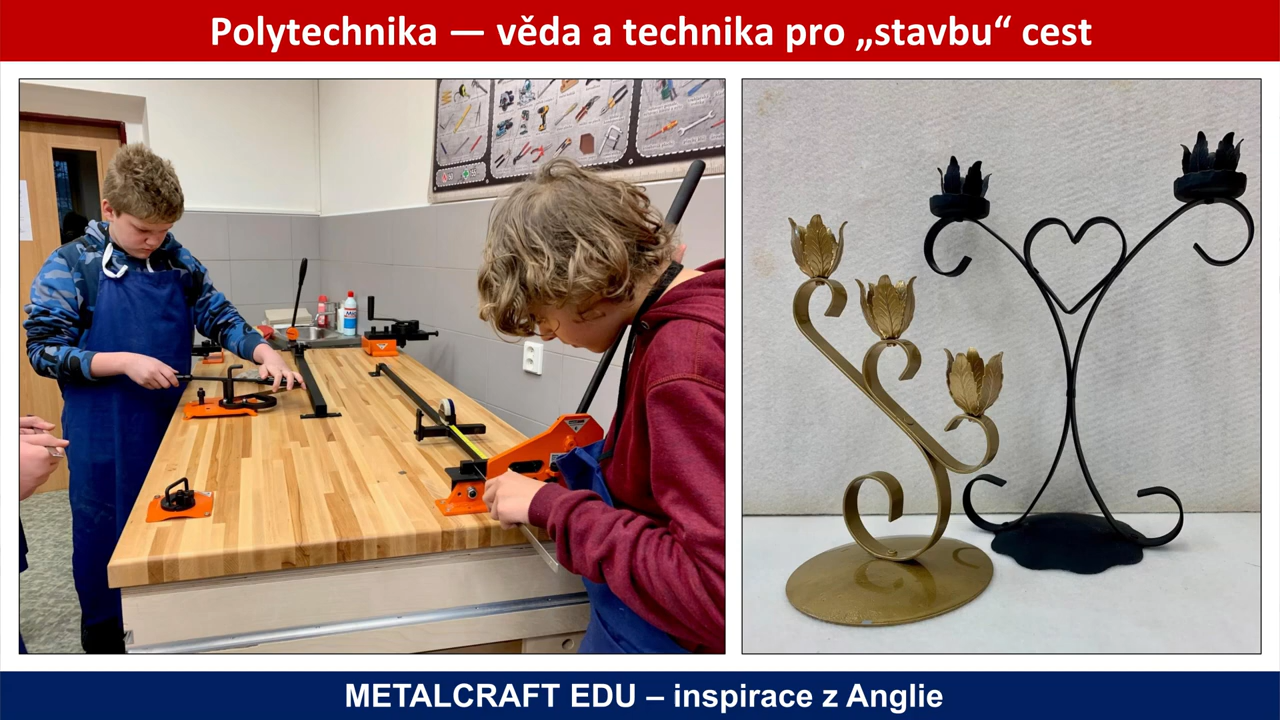 Polytechnika — věda a technika pro „stavbu“ cest
METALCRAFT EDU – inspirace z Anglie